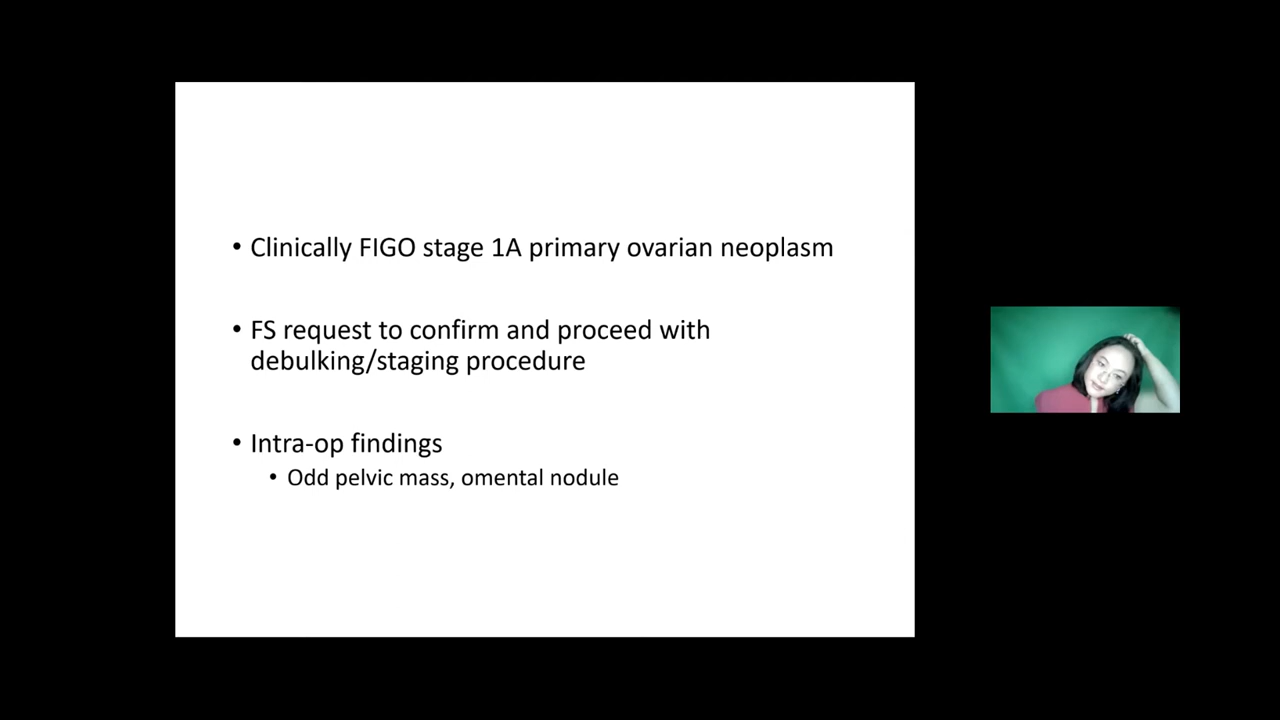 • Clinically FIGO stage 1A primary ovarian neoplasm
• FS request to confirm and proceed with
debulking/staging procedure
• Intra-op findings
• Odd pelvic mass, omental nodule